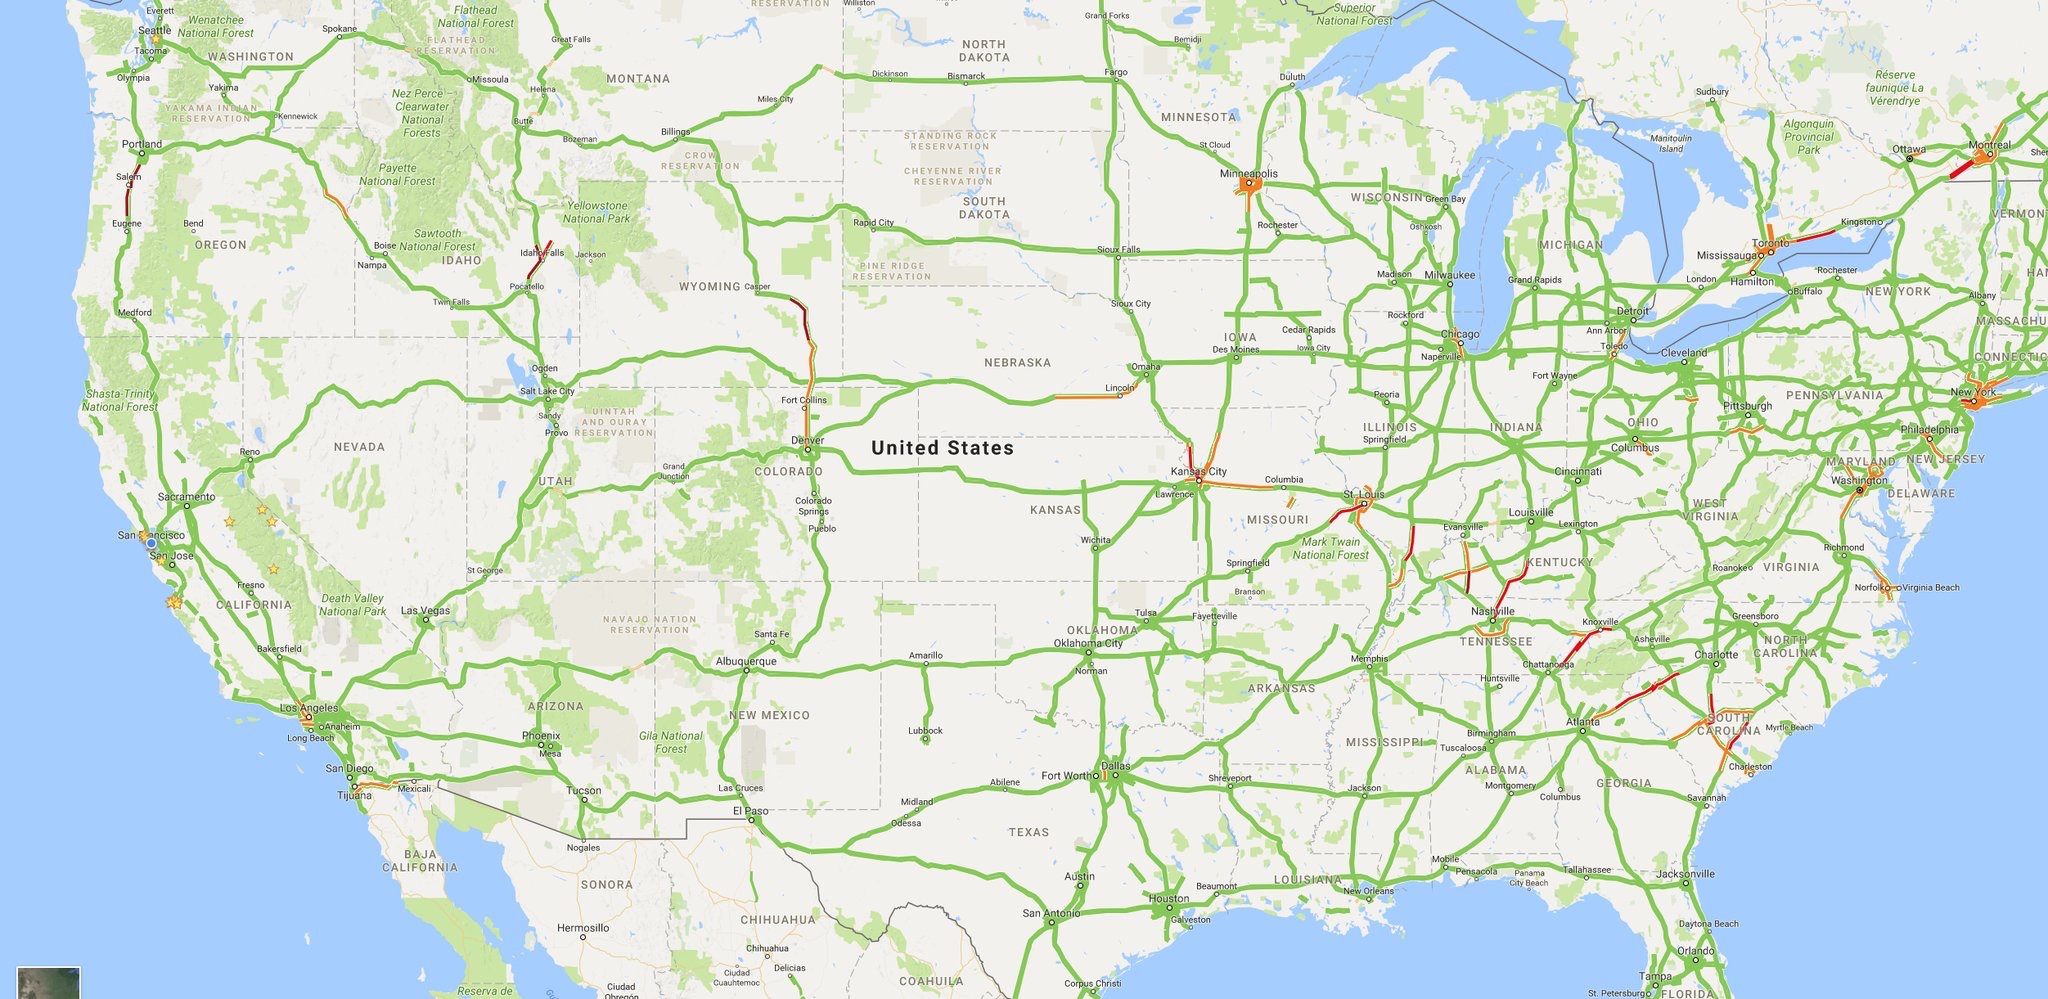 Everett
Wenatchee
National Forest
Seattle
Tacoma
WASHINGTON
Spokane
Olympia
Yakima
YAKAMA INDIAN
RESERVATION
Kennewick
Flathead
National Forest
FLATHEAD
RESERVATION
Great Falls
Missoula
Helena
MONTANA
Nez Perce –
Clearwater
National
Forests
Butte
Bozeman
Billings
Miles City
RESERVATION
Williston
NORTH
DAKOTA
Dickinson
Bismarck
Fargo
Grand Forks
Bemidji
Superior
National Forest
Duluth
MINNESOTA
St Cloud
Minneapolis
Rochester
Portland
Salem
Eugene
Bend
OREGON
Medford
Payette
National Forest
Sawtooth
National Forest
Boise
Nampa
IDAHO
Idaho Falls
Pocatello
Twin Falls
Yellowstone
National Park
Jackson
CROW
RESERVATION
STANDING ROCK
RESERVATION
CHEYENNE RIVER
RESERVATION
SOUTH
DAKOTA
Rapid City
PINE RIDGE
RESERVATION
Sioux Falls
Sioux City
WYOMING
Casper
NEBRASKA
Omaha
Lincoln
IOWA
Des Moines
Cedar Rapids
Iowa City
WISCONSIN
Green Bay
Oshkosh
Madison
Milwaukee
Rockford
Chicago
Naperville
MICHIGAN
Grand Rapids
Detroit
Ann Arbor
Toledo
Sudbury
Manitoulin
Island
Algonquin
Provincial
Park
Réserve
faunique La
Vérendrye
Ottawa
Montreal
Sher
Kingston
Toronto
Mississauga
Hamilton
London
Buffalo
Rochester
NEW YORK
Albany
VERMONT
HAM
MASSACHU
CONNECTIC
New York
Shasta-Trinity
National Forest
Ogden
Salt Lake City
Sandy
Provo
UINTAH
AND OURAY
RESERVATION
NEVADA
Reno
UTAH
Sacramento
San Francisco
San Jose
Fresno
CALIFORNIA
Death Valley
National Park
Bakersfield
Las Vegas
St George
Fort Collins
Denver
Grand
Junction
COLORADO
Colorado
Springs
Pueblo
United States
KANSAS
Wichita
Kansas City
Lawrence
Columbia
MISSOURI
St. Louis
Mark Twain
National Forest
Springfield
Branson
Peoria
ILLINOIS
Springfield
INDIANA
Fort Wayne
Evansville
Cleveland
OHIO
Columbus
Cincinnati
Pittsburgh
PENNSYLVANIA
Philadelphia
NEW JERSEY
MARYLAND
Washington
DELAWARE
WEST
VIRGINIA
Louisville
Lexington
KENTUCKY
Richmond
VIRGINIA
Roanoke
Norfolk
Virginia Beach
NAVAJO NATION
RESERVATION
Santa Fe
Albuquerque
Amarillo
OKLAHOMA
Oklahoma City
Norman
Tulsa
Fayetteville
ARKANSAS
Memphis
Nashville
TENNESSEE
Knoxville
Chattanooga
Huntsville
Asheville
Greensboro
NORTH
CAROLINA
Charlotte
SOUTH
CAROLINA
Myrtle Beach
Charleston
Los Angeles
Anaheim
Long Beach
San Diego
Tijuana
Mexicali
ARIZONA
Phoenix
Mesa
Tucson
Nogales
Gila National
Forest
NEW MEXICO
Las Cruces
El Paso
Lubbock
Midland
Odessa
Abilene
Fort Worth
Dallas
TEXAS
Austin
San Antonio
Houston
Galveston
Beaumont
Corpus Christi
Shreveport
LOUISIANA
New Orleans
MISSISSIPPI
Jackson
Tuscaloosa
Birmingham
ALABAMA
Montgomery
Mobile
Pensacola
Panama
City Beach
Atlanta
GEORGIA
Columbus
Savannah
Tallahassee
Jacksonville
Daytona Beach
Orlando
Tampa
St. Petersburg
FLORIDA
BAJA
CALIFORNIA
SONORA
Hermosillo
CHIHUAHUA
Chihuahua
Ciudad
Cuauhtemoc
Delicias
Ciudad
Obregón
COAHUILA
Reserva de